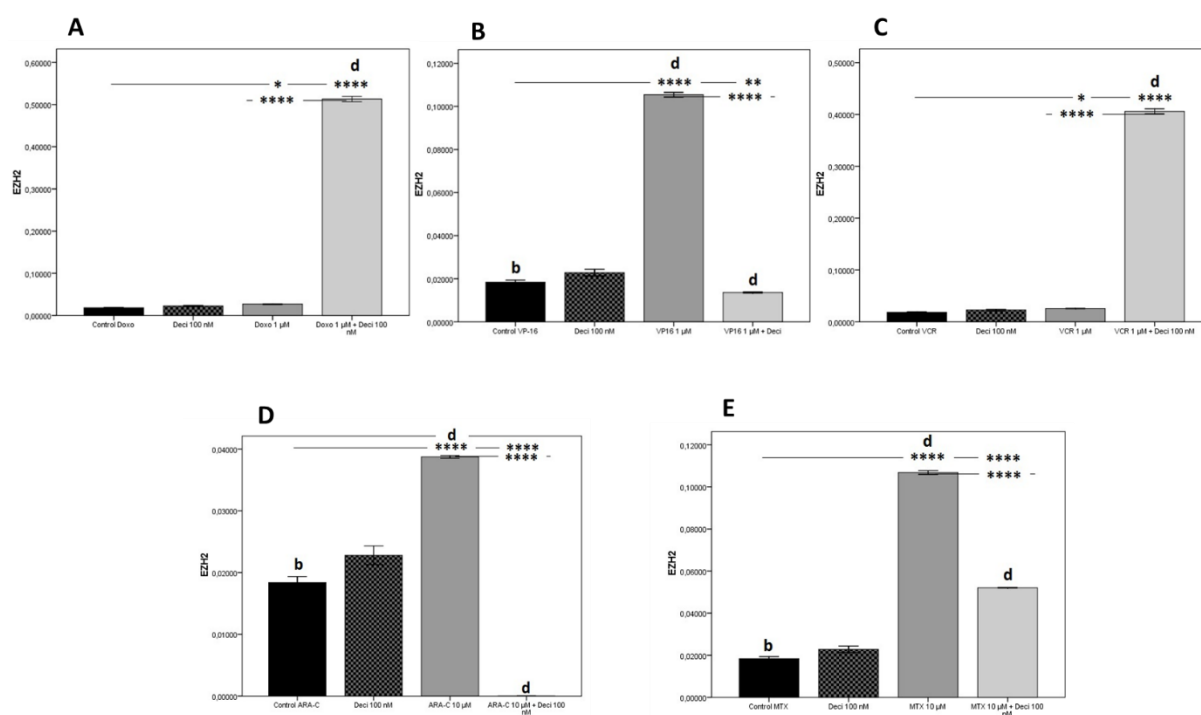 A
0,60000
0,50000
0,40000
0,30000
0,20000
0,10000
0,00000
EZH2
d
* ****
****
Control Doxo
Deci 100 nM
Doxo 1 µM
Doxo 1 µM + Deci 100
nM
B
0,12000
0,10000
0,08000
0,06000
0,04000
0,02000
0,00000
EZH2
d
**** **
****
b
d
Control VP-16
Deci 100 nM
VP16 1 µM
VP16 1 µM + Deci
C
0,50000
0,40000
0,30000
0,20000
0,10000
0,00000
EZH2
d
* ****
****
Control VCR
Deci 100 nM
VCR 1 µM
VCR 1 µM + Deci 100 nM
D
0,04000
0,03000
0,02000
0,01000
0,00000
EZH2
d
**** ****
****
b
d
Control ARA-C
Deci 100 nM
ARA-C 10 µM
ARA-C 10 µM + Deci 100
nM
E
0,12000
0,10000
0,08000
0,06000
0,04000
0,02000
0,00000
EZH2
d
**** ****
****
d
b
Control MTX
Deci 100 nM
MTX 10 µM
MTX 10 µM + Deci 100
nM